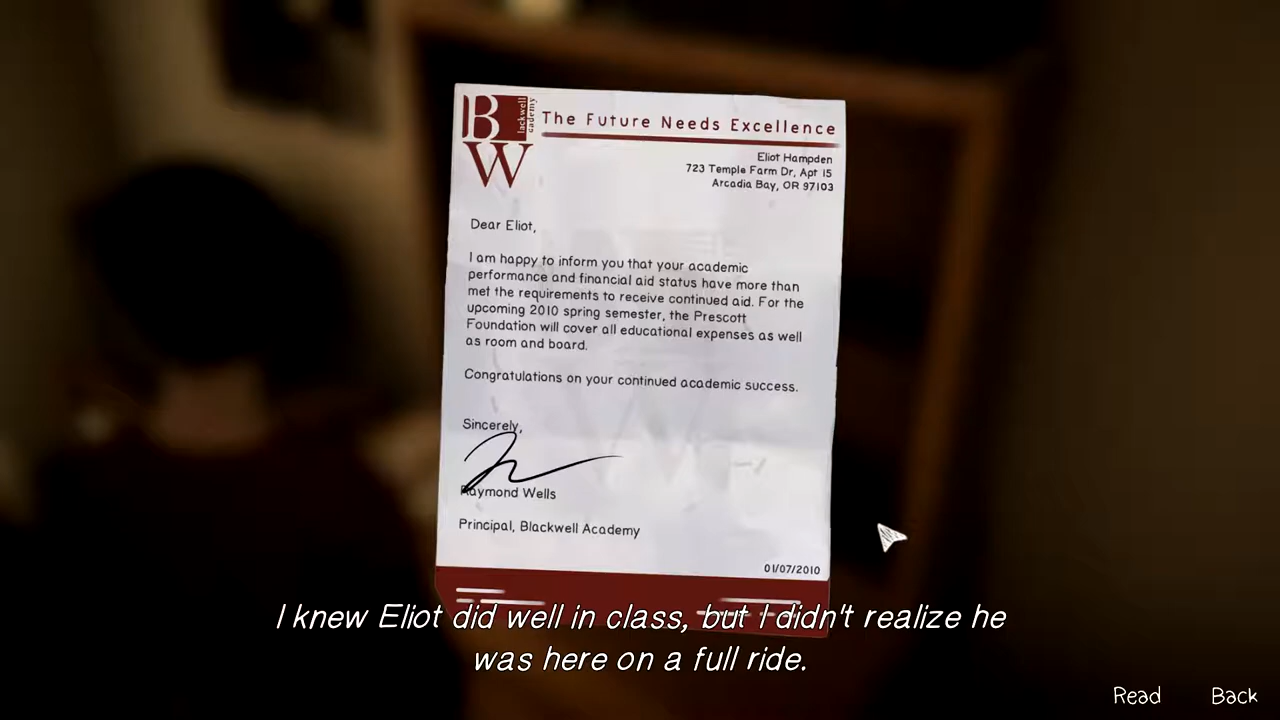 B
lackwell
cademy
W
The Future Needs Excellence
Eliot Hampden
723 Temple Farm Dr, Apt 15
Arcadia Bay, OR 97103
Dear Eliot,
I am happy to inform you that your academic
performance and financial aid status have more than
met the requirements to receive continued aid. For the
upcoming 2010 spring semester, the Prescott
Foundation will cover all educational expenses as well
as room and board.
Congratulations on your continued academic success.
Sincerely,
Raymond Wells
Principal, Blackwell Academy
01/07/2010
I knew Eliot did well in class, but I didn't realize he
was here on a full ride.
Read Back